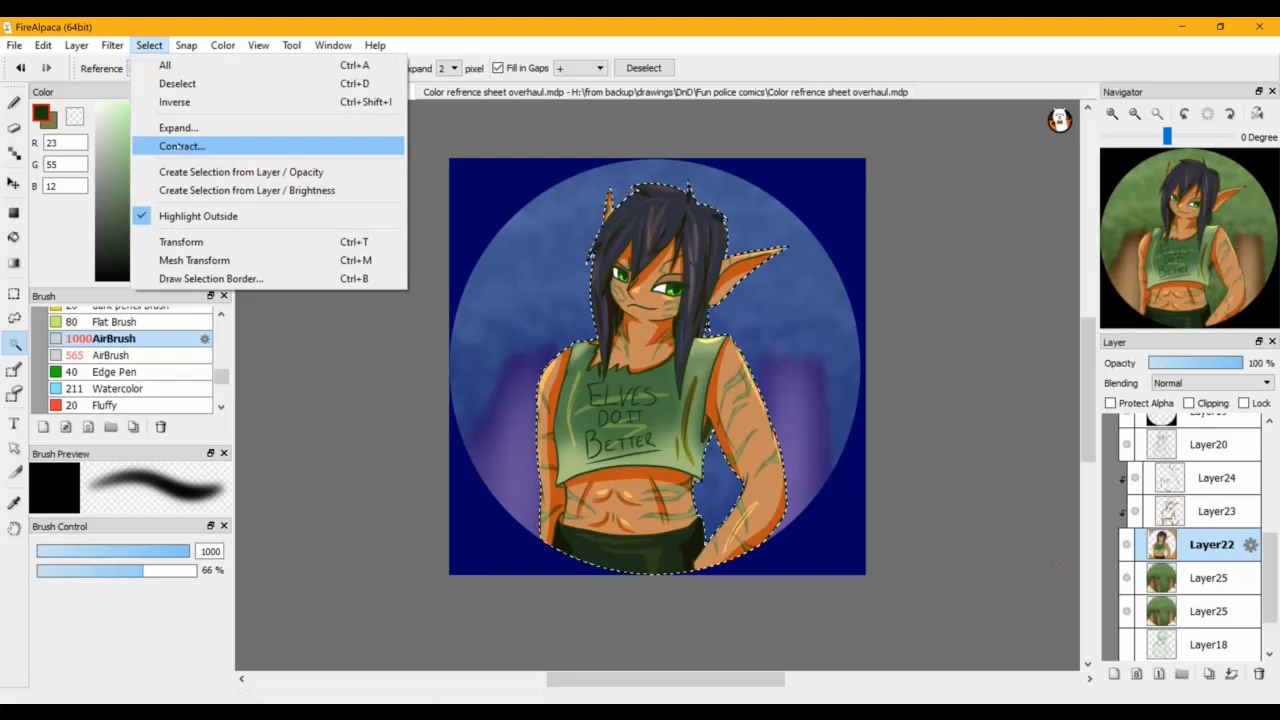 FireAlpaca (64bit)
File Edit Layer Filter Select Snap Color View Tool Window Help
Reference
xpand 2 pixel Fill in Gaps + Deselect
Color
R 23
G 55
B 12
All Ctrl+A
Deselect Ctrl+D
Inverse Ctrl+Shift+I
Expand...
Contract...
Create Selection from Layer / Opacity
Create Selection from Layer / Brightness
Highlight Outside
Transform Ctrl+T
Mesh Transform Ctrl+M
Draw Selection Border... Ctrl+B
Color refrence sheet overhaul.mdp - H:\from backup\drawings\DnD\Fun police comics\Color refrence sheet overhaul.mdp
Brush
20 dark pencil brush
80 Flat Brush
1000 AirBrush
565 AirBrush
40 Edge Pen
211 Watercolor
20 Fluffy
Brush Preview
Brush Control
1000
66 %
ELVES
DO IT
BETTER
Navigator
0 Degree
Layer
Opacity 100 %
Blending Normal
Protect Alpha Clipping Lock
Layer19
Layer20
Layer24
Layer23
Layer22
Layer25
Layer25
Layer18